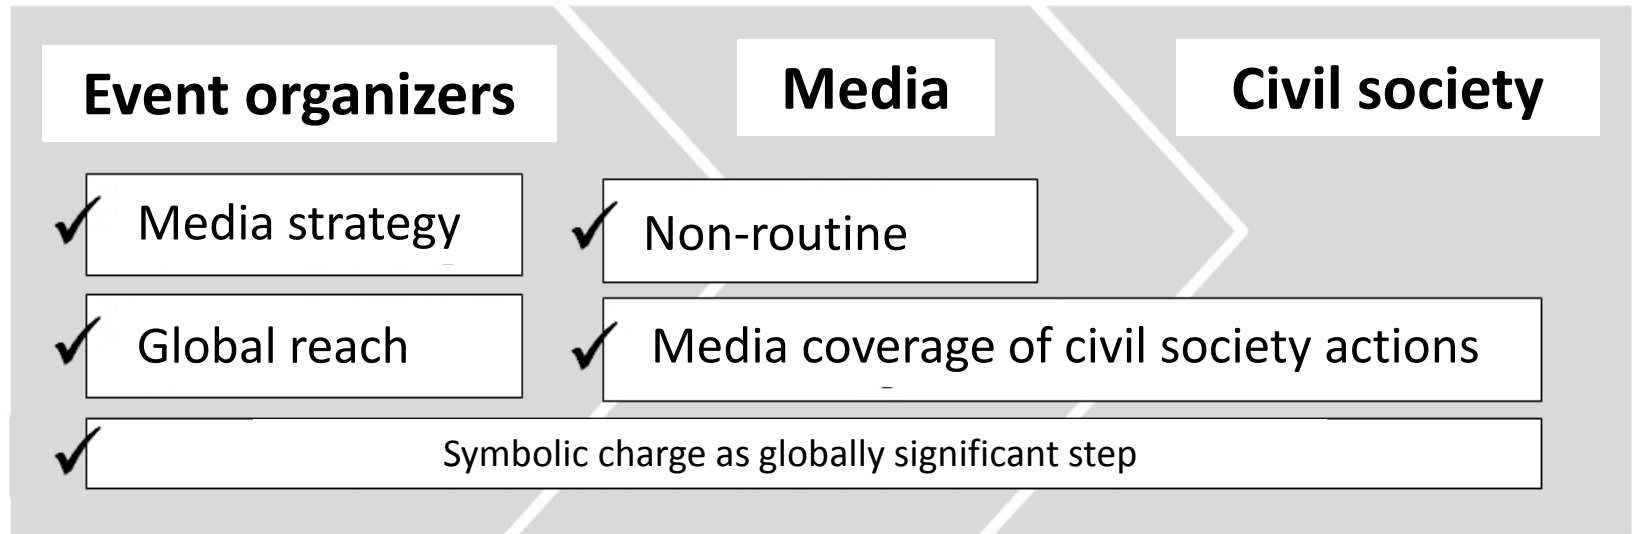 Event organizers
Media
Civil society
Media strategy
Non-routine
Global reach
Media coverage of civil society actions
Symbolic charge as globally significant step